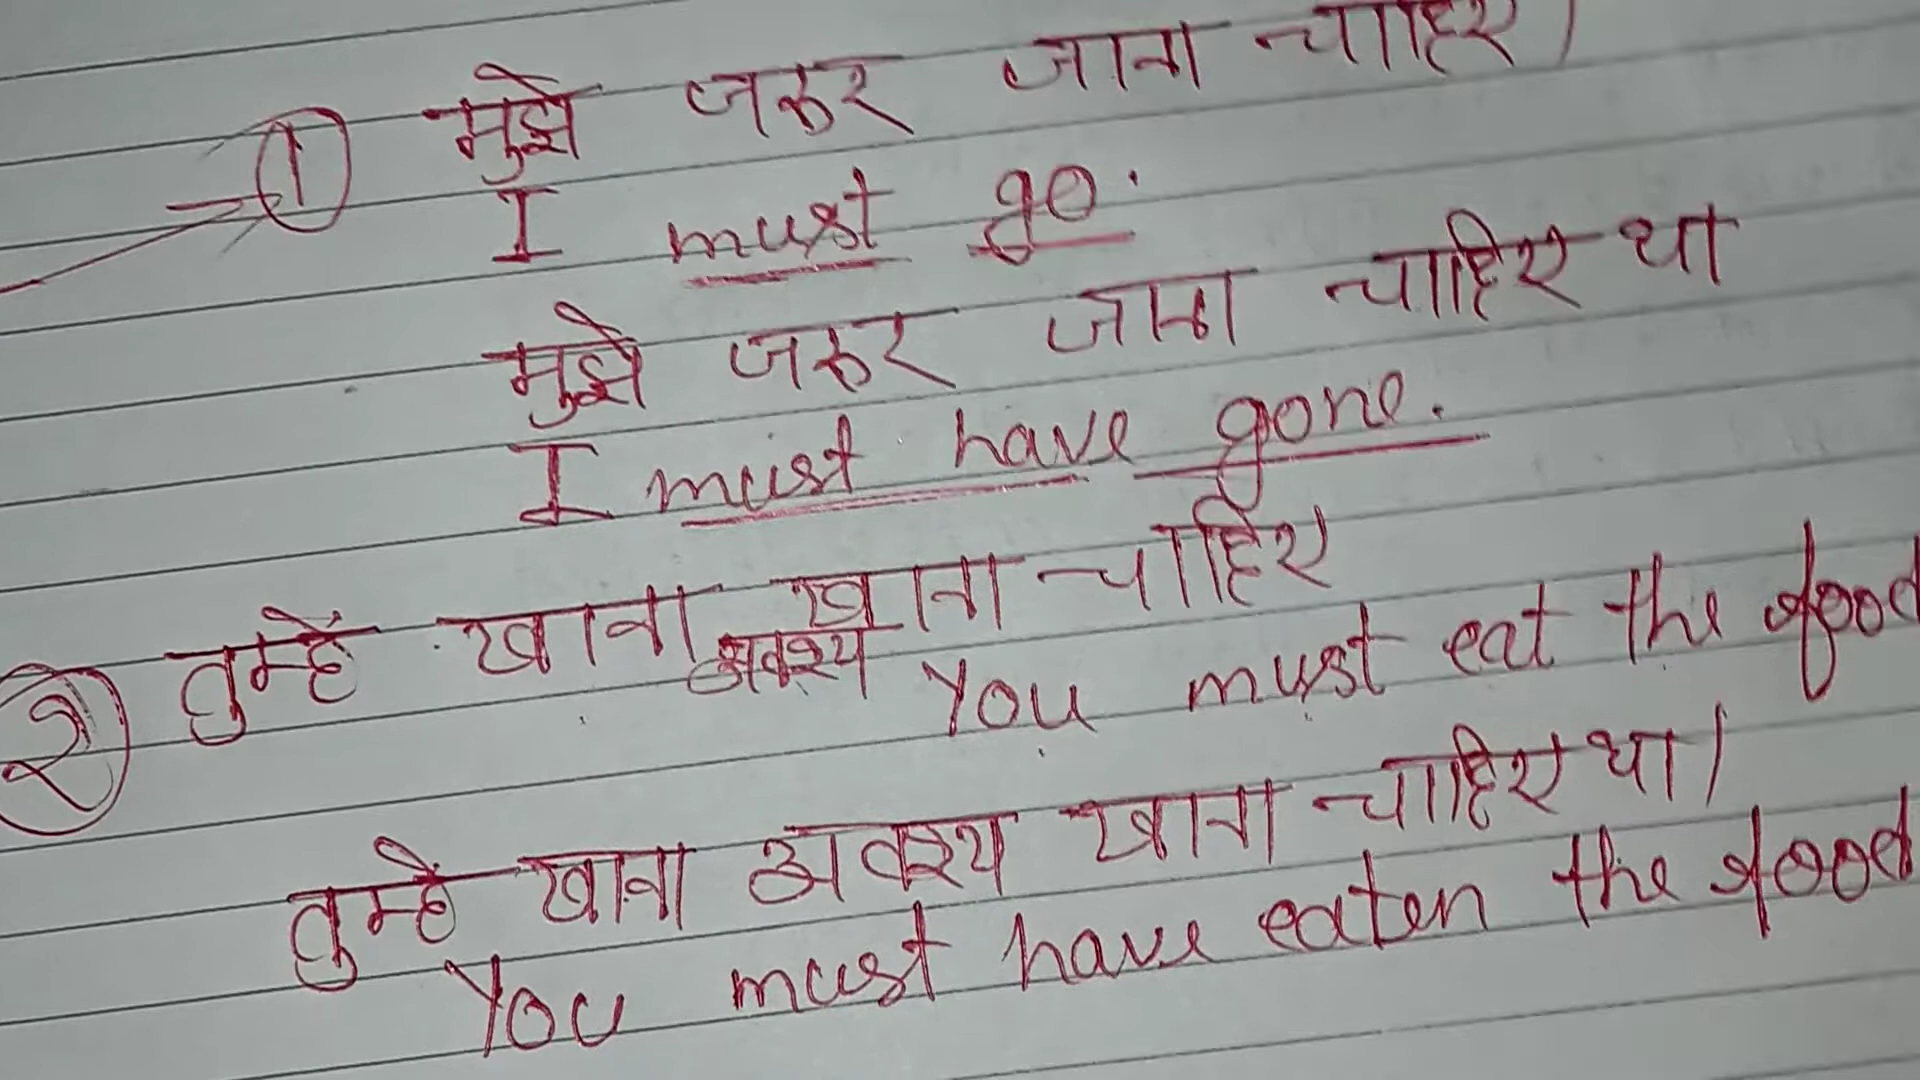 ① मुझे जरूर जाना चाहिए।
I must go.
मुझे जरूर जाना चाहिए था
I must have gone.
② तुम्हें खाना अवश्य खाना चाहिए
You must eat the food
तुम्हें खाना अवश्य खाना चाहिए था।
You must have eaten the food